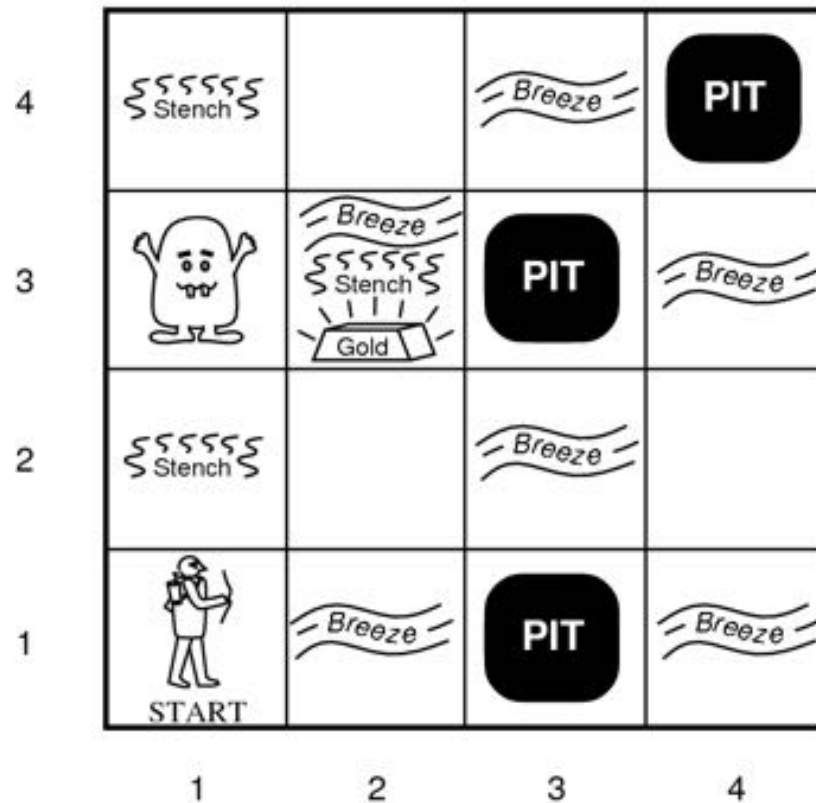 4
Stench
Breeze
PIT
3
Breeze
Stench
Gold
PIT
Breeze
2
Stench
Breeze
1
START
Breeze
PIT
Breeze
1 2 3 4